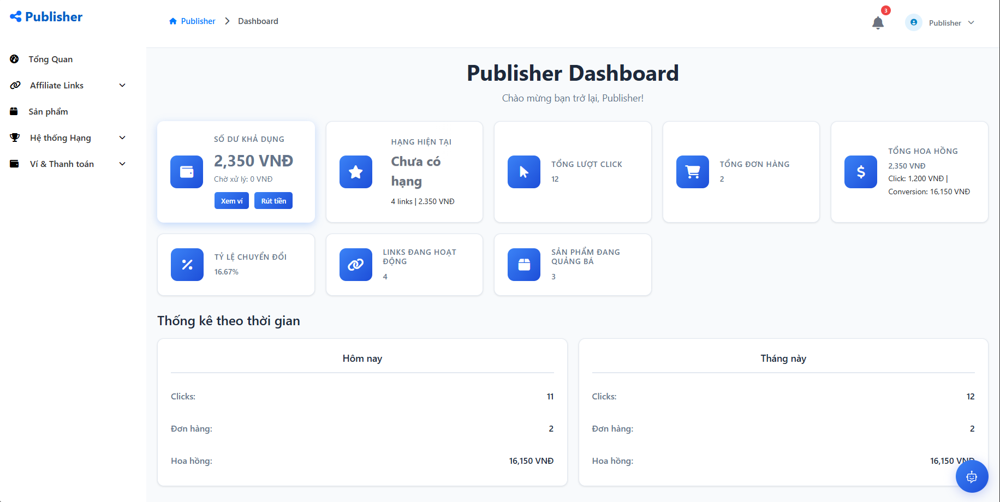 Publisher
Publisher
Dashboard
3
Publisher
Tổng Quan
Affiliate Links
Sản phẩm
Hệ thống Hạng
Ví & Thanh toán
Publisher Dashboard
Chào mừng bạn trở lại, Publisher!
SỐ DƯ KHẢ DỤNG
2,350 VNĐ
Chờ xử lý: 0 VNĐ
Xem ví
Rút tiền
HẠNG HIỆN TẠI
Chưa có
hạng
4 links | 2.350 VNĐ
TỔNG LƯỢT CLICK
12
TỔNG ĐƠN HÀNG
2
TỔNG HOA HỒNG
2,350 VNĐ
Click: 1,200 VNĐ |
Conversion: 16,150 VNĐ
TỶ LỆ CHUYỂN ĐỔI
16.67%
LINKS ĐANG HOẠT
ĐỘNG
4
SẢN PHẨM ĐANG
QUẢNG BÁ
3
Thống kê theo thời gian
Hôm nay
Clicks: 11
Đơn hàng: 2
Hoa hồng: 16,150 VNĐ
Tháng này
Clicks: 12
Đơn hàng: 2
Hoa hồng: 16,150 VNĐ